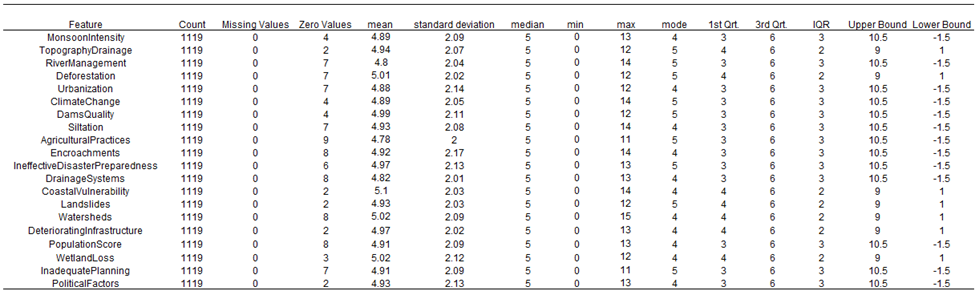 Feature Count Missing Values Zero Values mean standard deviation median min max mode 1st Qrt. 3rd Qrt. IQR Upper Bound Lower Bound
MonsoonIntensity 1119 0 4 4.89 2.09 5 0 13 4 3 6 3 10.5 -1.5
TopographyDrainage 1119 0 2 4.94 2.07 5 0 12 5 4 6 2 9 1
RiverManagement 1119 0 7 4.8 2.04 5 0 14 5 3 6 3 10.5 -1.5
Deforestation 1119 0 7 5.01 2.02 5 0 12 5 4 6 2 9 1
Urbanization 1119 0 7 4.88 2.14 5 0 12 4 3 6 3 10.5 -1.5
ClimateChange 1119 0 4 4.89 2.05 5 0 14 5 3 6 3 10.5 -1.5
DamsQuality 1119 0 4 4.99 2.11 5 0 12 5 3 6 3 10.5 -1.5
Siltation 1119 0 7 4.93 2.08 5 0 14 4 3 6 3 10.5 -1.5
AgriculturalPractices 1119 0 9 4.78 2 5 0 11 5 3 6 3 10.5 -1.5
Encroachments 1119 0 8 4.92 2.17 5 0 14 4 3 6 3 10.5 -1.5
IneffectiveDisasterPreparedness 1119 0 6 4.97 2.13 5 0 13 5 3 6 3 10.5 -1.5
DrainageSystems 1119 0 8 4.82 2.01 5 0 13 4 3 6 3 10.5 -1.5
CoastalVulnerability 1119 0 2 5.1 2.03 5 0 14 4 4 6 2 9 1
Landslides 1119 0 2 4.93 2.03 5 0 12 5 4 6 2 9 1
Watersheds 1119 0 8 5.02 2.09 5 0 15 4 4 6 2 9 1
DeterioratingInfrastructure 1119 0 2 4.97 2.02 5 0 13 4 4 6 2 9 1
PopulationScore 1119 0 8 4.91 2.09 5 0 13 4 3 6 3 10.5 -1.5
WetlandLoss 1119 0 3 5.02 2.12 5 0 12 4 4 6 2 9 1
InadequatePlanning 1119 0 7 4.91 2.09 5 0 11 5 3 6 3 10.5 -1.5
PoliticalFactors 1119 0 2 4.93 2.13 5 0 13 4 3 6 3 10.5 -1.5